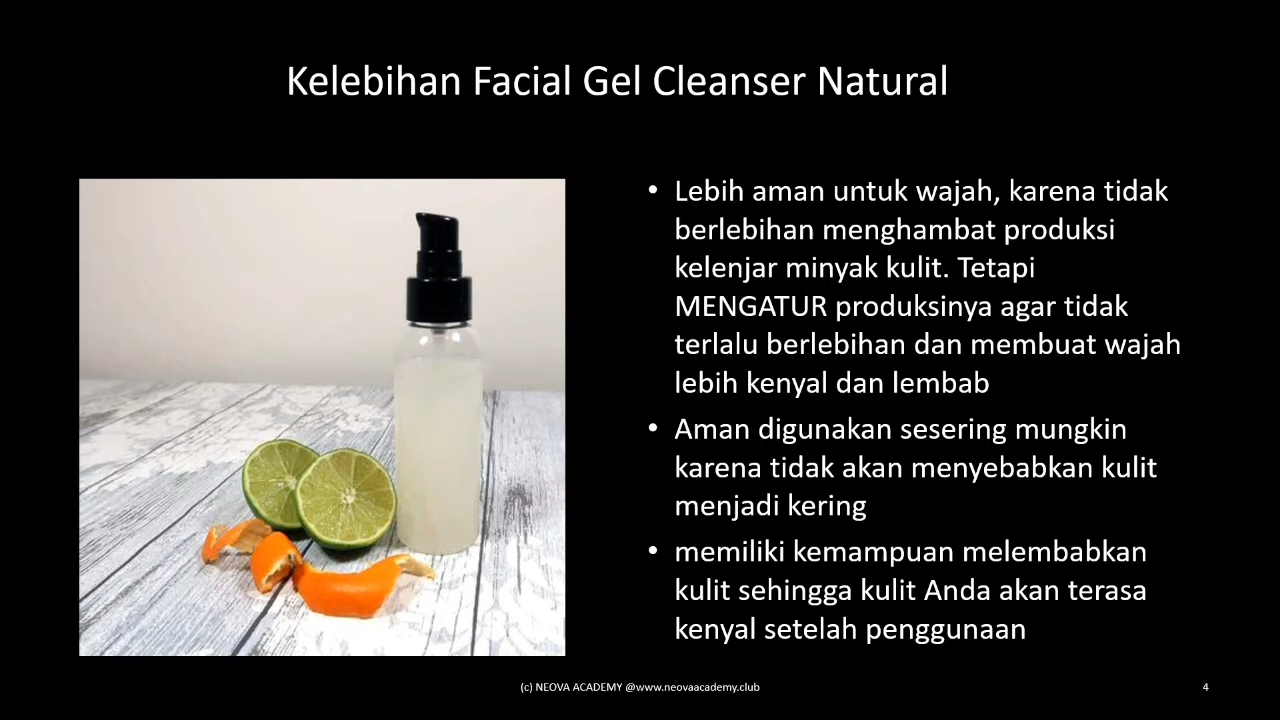 Kelebihan Facial Gel Cleanser Natural
• Lebih aman untuk wajah, karena tidak
berlebihan menghambat produksi
kelenjar minyak kulit. Tetapi
MENGATUR produksinya agar tidak
terlalu berlebihan dan membuat wajah
lebih kenyal dan lembab
• Aman digunakan sesering mungkin
karena tidak akan menyebabkan kulit
menjadi kering
• memiliki kemampuan melembabkan
kulit sehingga kulit Anda akan terasa
kenyal setelah penggunaan
(c) NEOVA ACADEMY @www.neovaacademy.club
4